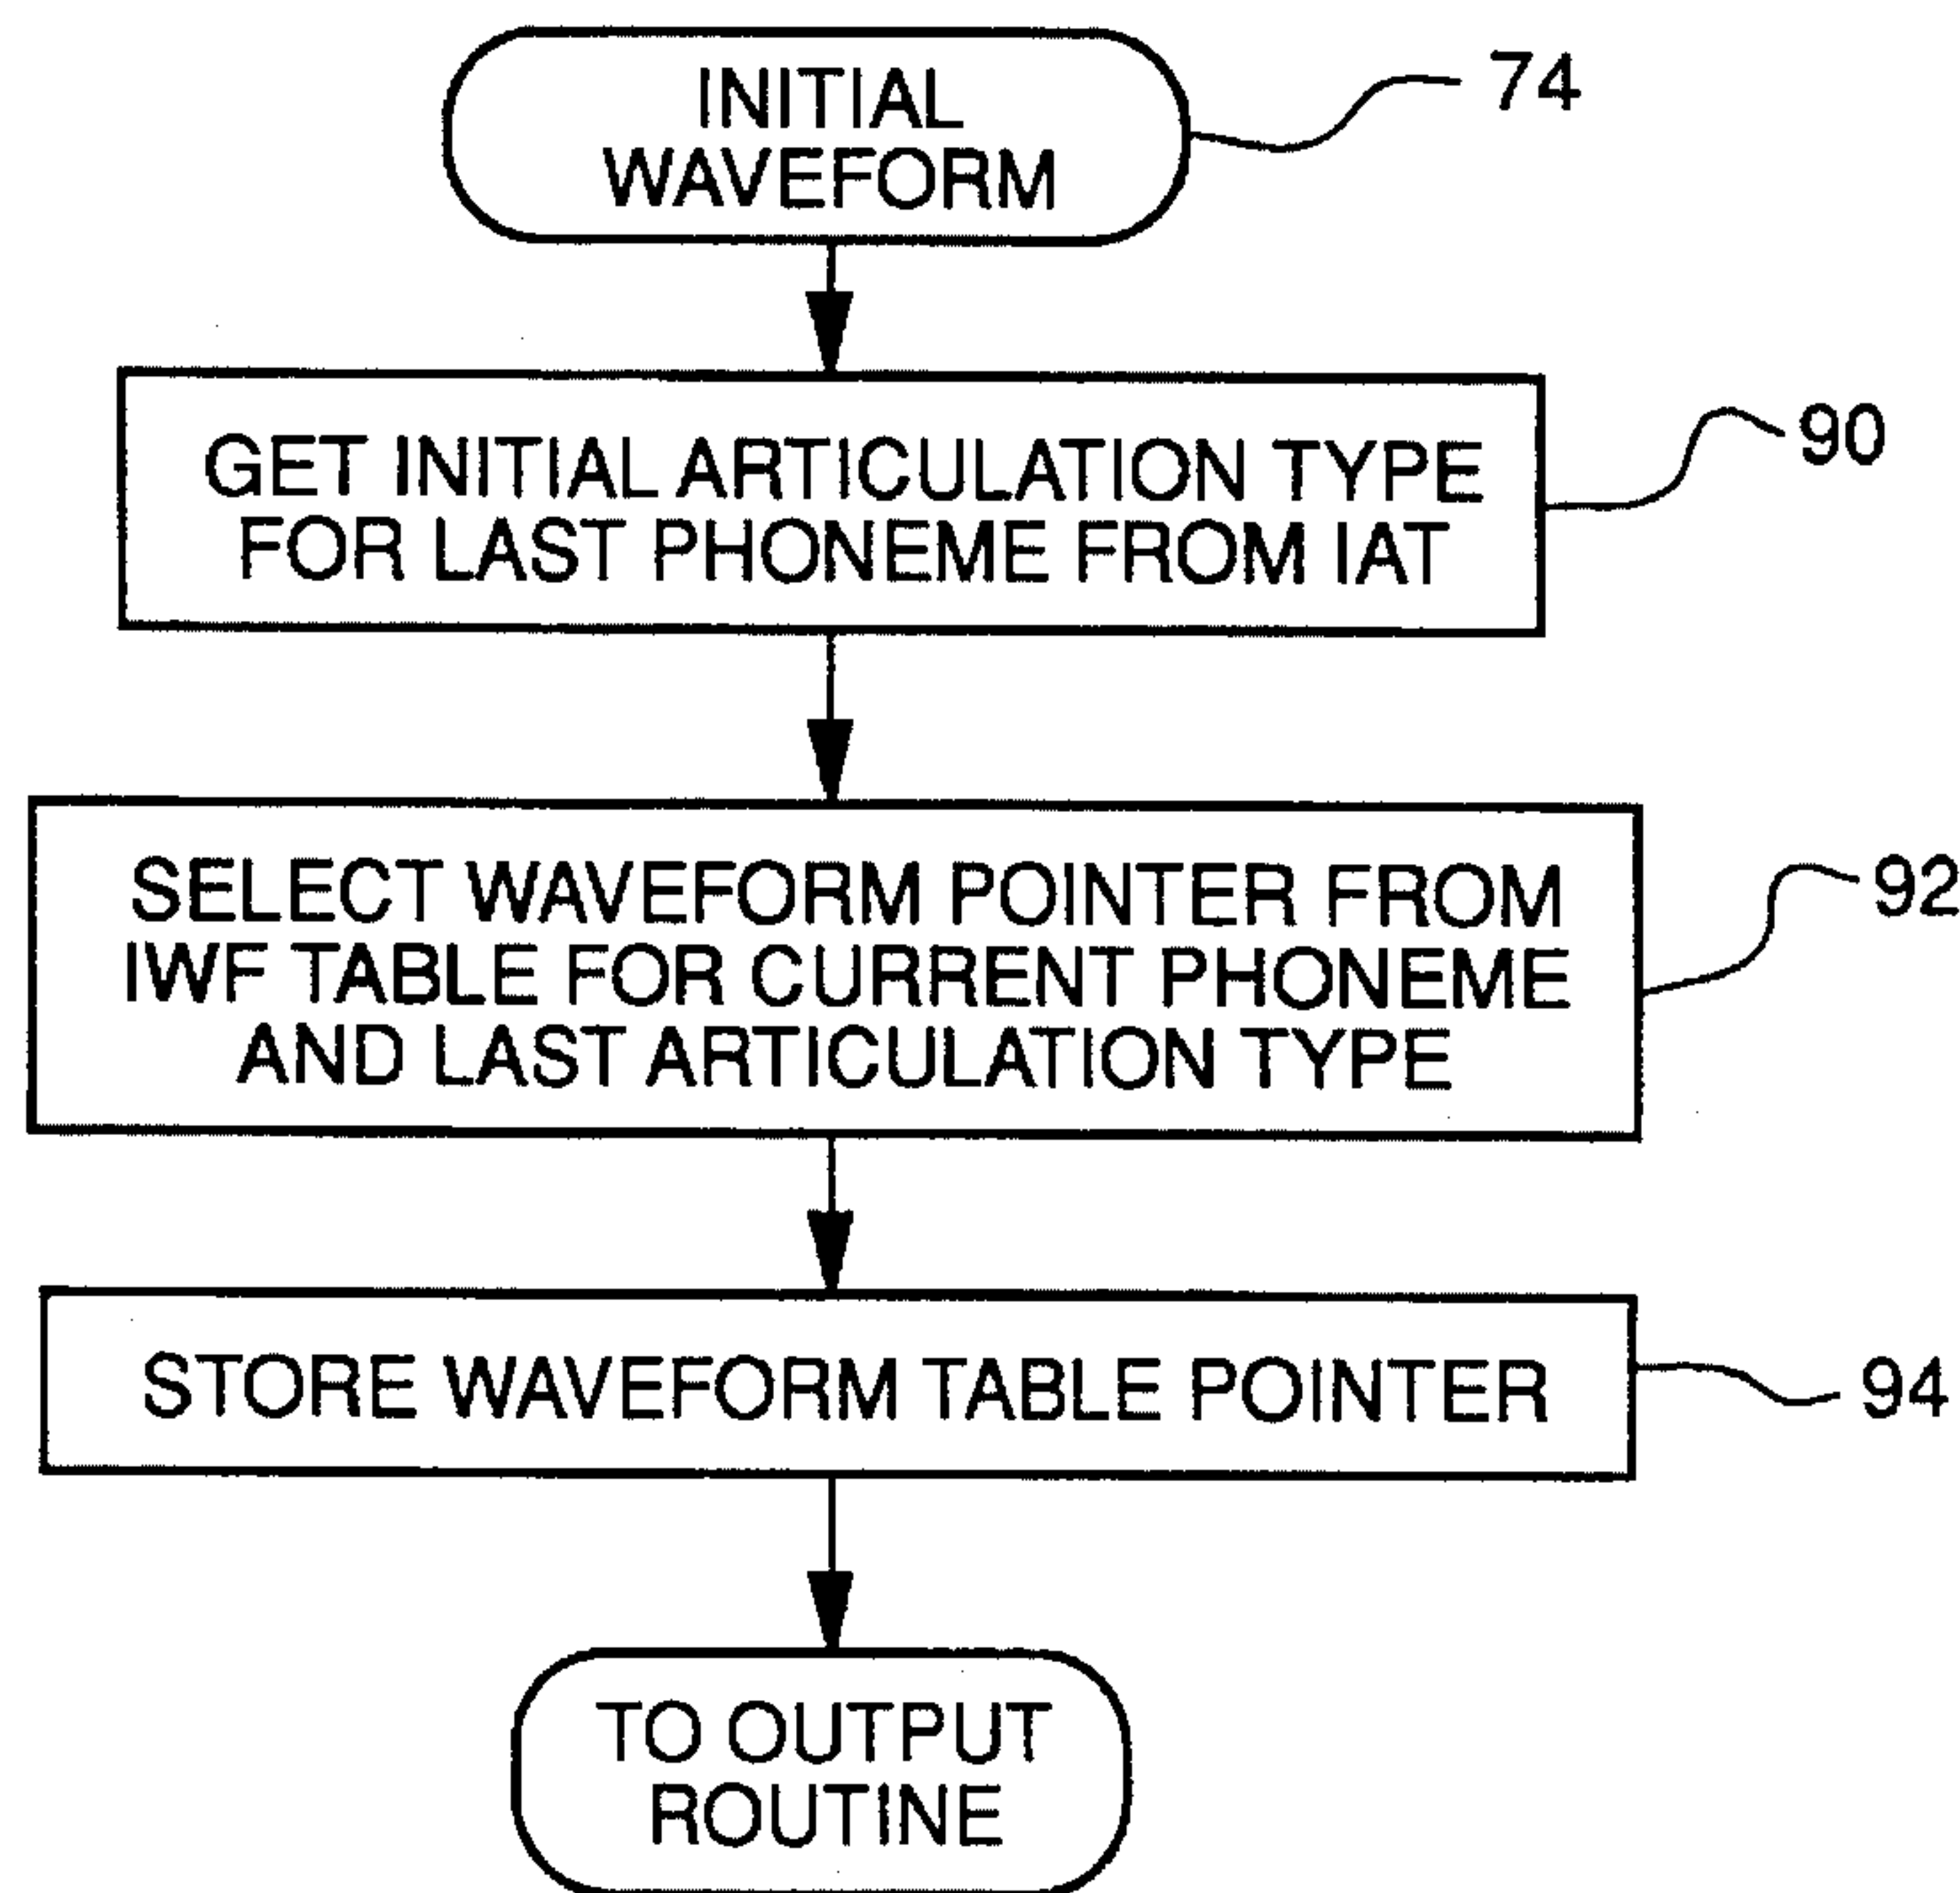 INITIAL
WAVEFORM
74
GET INITIAL ARTICULATION TYPE
FOR LAST PHONEME FROM IAT
90
SELECT WAVEFORM POINTER FROM
IWF TABLE FOR CURRENT PHONEME
AND LAST ARTICULATION TYPE
92
STORE WAVEFORM TABLE POINTER
94
TO OUTPUT
ROUTINE